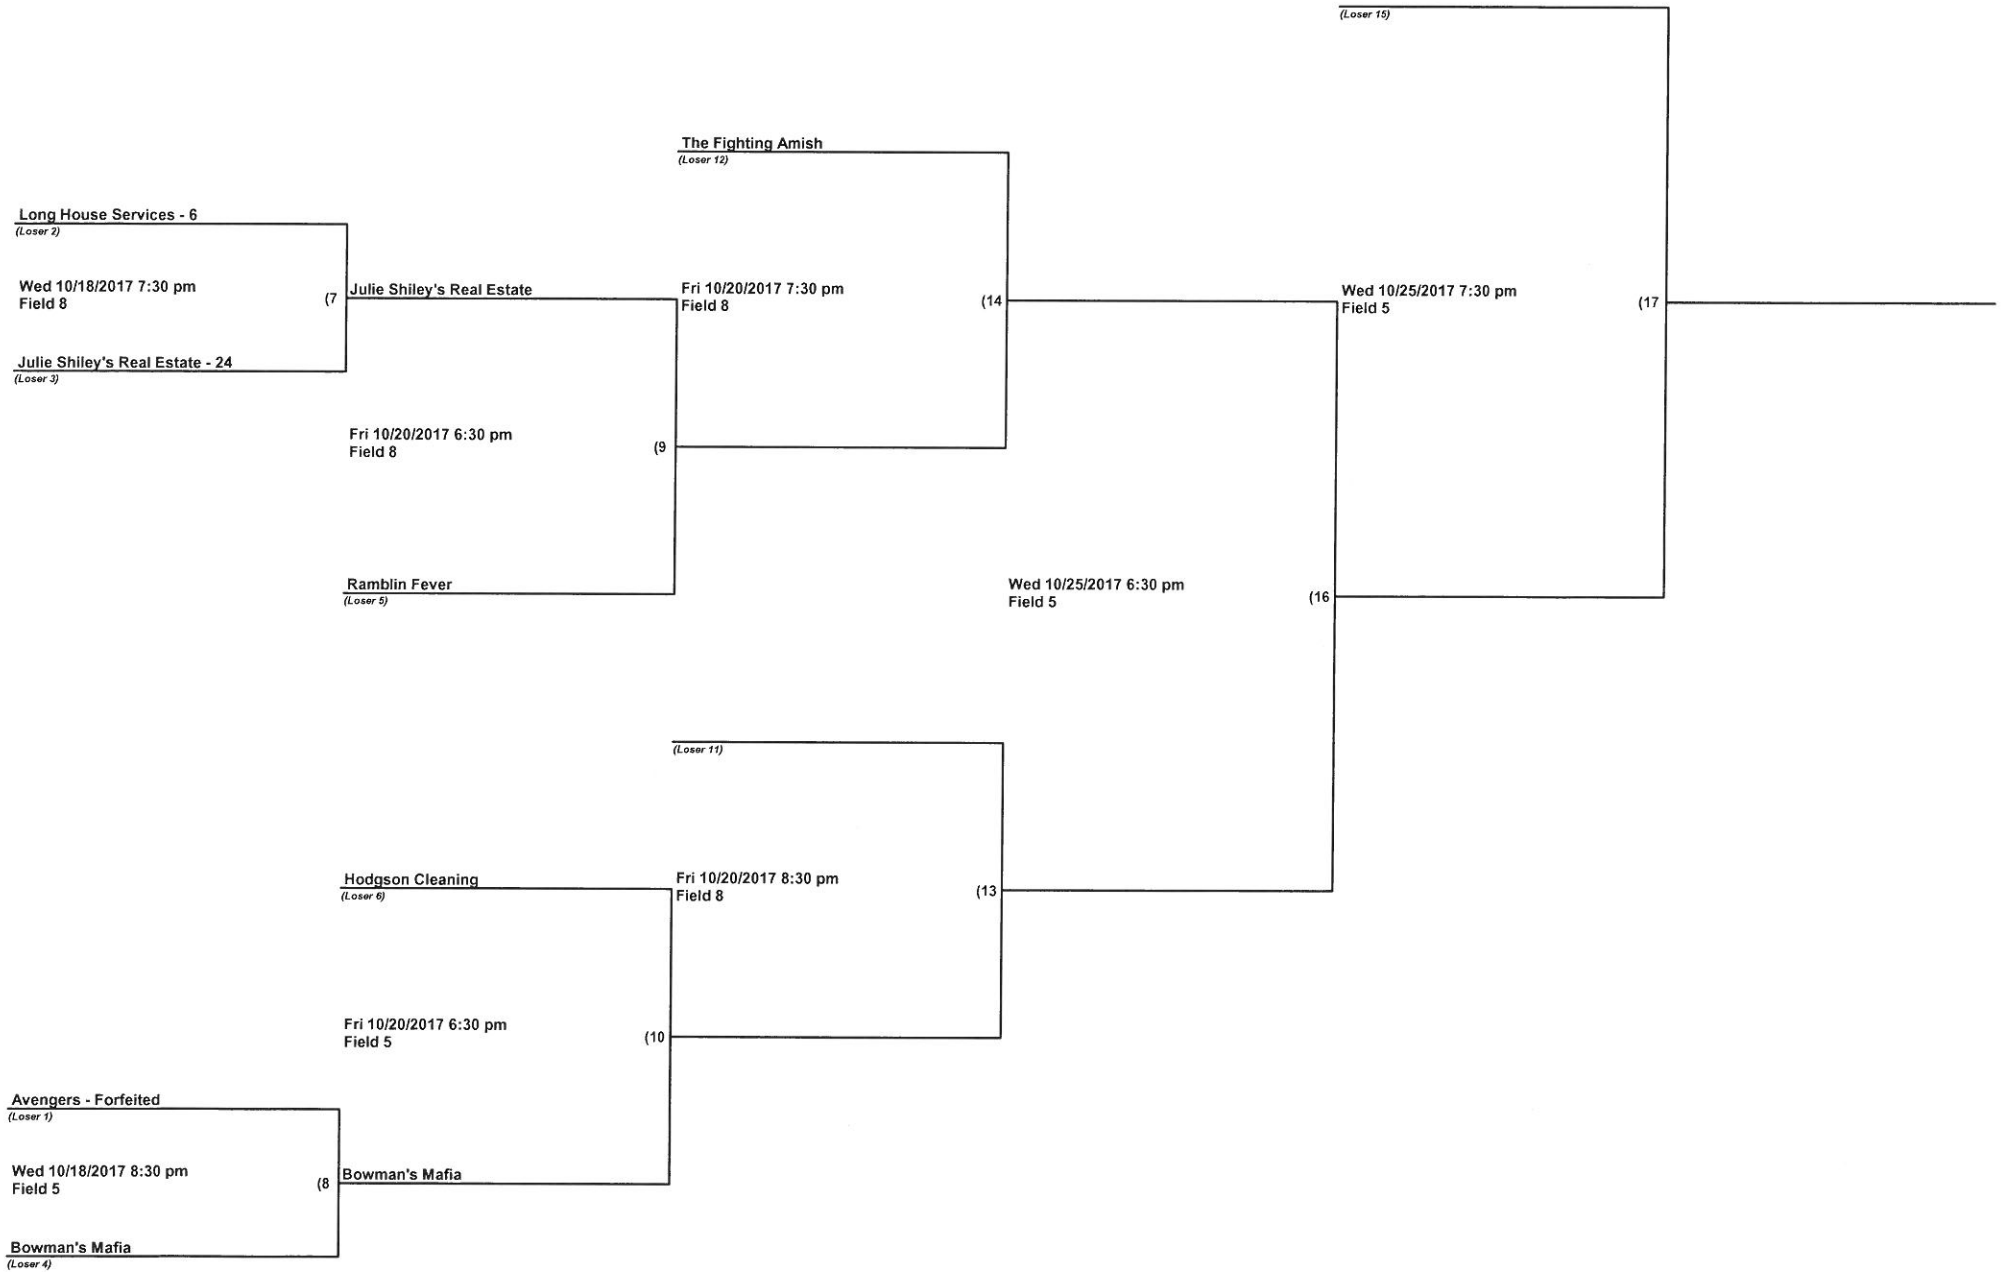 (Loser 15)
The Fighting Amish
(Loser 12)
Long House Services - 6
(Loser 2)
Wed 10/18/2017 7:30 pm
Field 8
(7
Julie Shiley's Real Estate
Fri 10/20/2017 7:30 pm
Field 8
(14
Wed 10/25/2017 7:30 pm
Field 5
(17
Julie Shiley's Real Estate - 24
(Loser 3)
Fri 10/20/2017 6:30 pm
Field 8
(9
Ramblin Fever
(Loser 5)
Wed 10/25/2017 6:30 pm
Field 5
(16
(Loser 11)
Hodgson Cleaning
(Loser 6)
Fri 10/20/2017 8:30 pm
Field 8
(13
Fri 10/20/2017 6:30 pm
Field 5
(10
Avengers - Forfeited
(Loser 1)
Wed 10/18/2017 8:30 pm
Field 5
(8
Bowman's Mafia
Bowman's Mafia
(Loser 4)